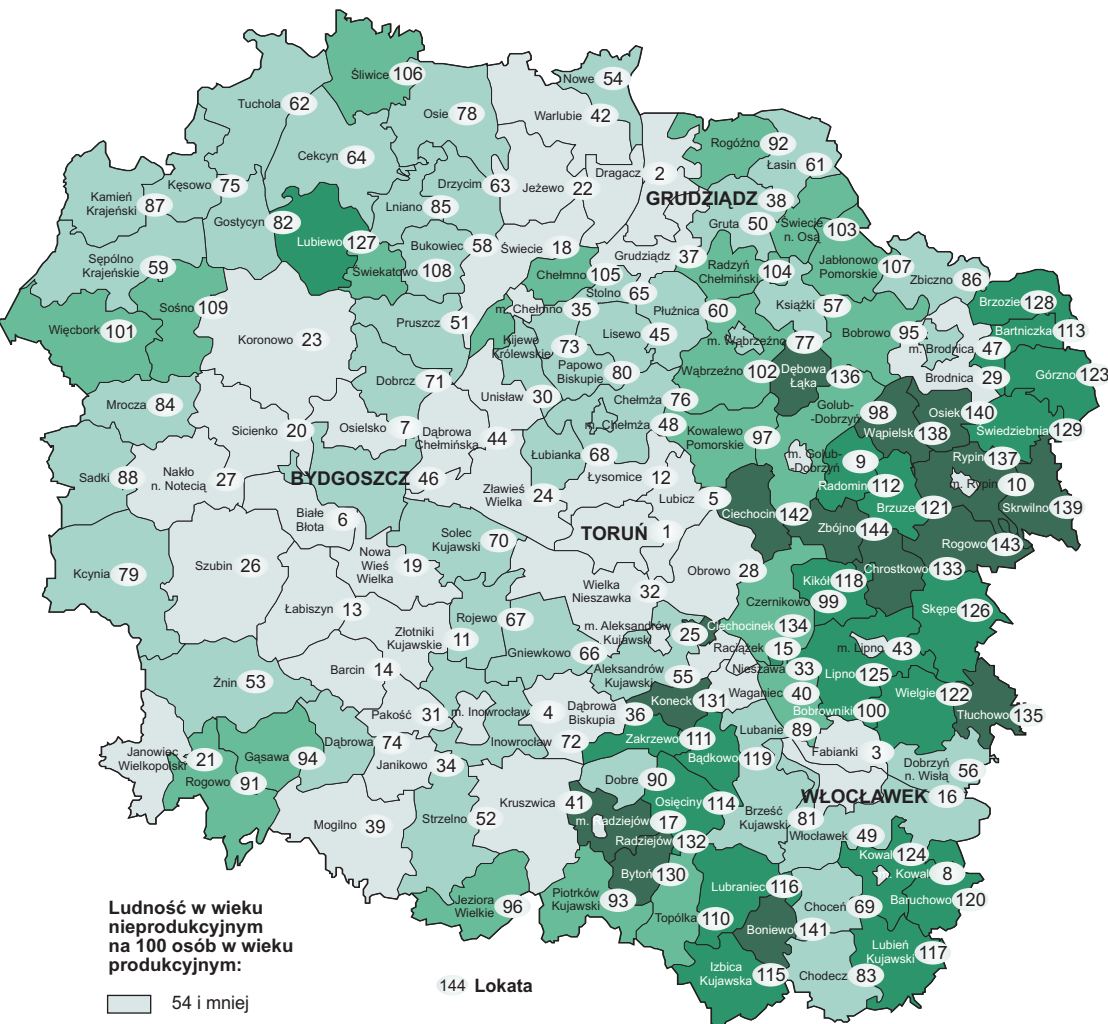 Śliwice 106
Nowe 54
Tuchola 62
Osie 78
Warlubie 42
Rogóźno 92
Łasin 61
Cekcyn 64
Dragacz 2
Kęsowo 75
Drzycim 63
Jeżewo 22
GRUDZIĄDZ 38
Kamień
Krajeński 87
Lniano 85
Gostycyn 82
Gruta 50
Świecie
n. Osą 103
Lubiewo 127
Bukowiec 58
Świecie 18
Grudziądz 37
Sępólno
Krajeńskie 59
Świekatowo 108
Chełmno 105
Radzyń
Chełmiński 104
Jabłonowo
Pomorskie 107
Zbiczno 86
Stolno 65
Sośno 109
m. Chełmno 35
Płużnica 60
Książki 57
Brzozie 128
Więcbork 101
Pruszcz 51
Lisewo 45
Bobrowo 95
Bartniczka 113
Koronowo 23
Kijewo
Królewskie 73
m. Wąbrzeźno 77
m. Brodnica 47
Papowo
Biskupie 80
Wąbrzeźno 102
Dębowa
Łąka 136
Brodnica 29
Górzno 123
Dobrcz 71
Unisław 30
Chełmża 76
Mrocza 84
Golub-
Dobrzyń 98
Osiek 140
Sicienko 20
Osielsko 7
Dąbrowa
Chełmińska 44
m. Chełmża 48
Kowalewo
Pomorskie 97
Wąpielsk 138
Świedziebnia 129
Łubianka 68
m. Golub-
Dobrzyń 9
Rypin 137
Sadki 88
Nakło
n. Notecią 27
BYDGOSZCZ 46
Łysomice 12
Radomin 112
m. Rypin 10
Zławieś
Wielka 24
Lubicz 5
Ciechocin 142
Brzuze 121
Skrwilno 139
Białe
Błota 6
TORUŃ 1
Zbójno 144
Solec
Kujawski 70
Rogowo 143
Kcynia 79
Szubin 26
Nowa
Wieś
Wielka 19
Obrowo 28
Chrostkowo 133
Kikół 118
Wielka
Nieszawka 32
Czernikowo 99
Łabiszyn 13
Skępe 126
Rojewo 67
Złotniki
Kujawskie 11
m. Aleksandrów
Kujawski 25
Ciechocinek 134
Raciążek 15
m. Lipno 43
Gniewkowo 66
Barcin 14
Aleksandrów
Kujawski 55
Nieszawa 33
Lipno 125
Żnin 53
Waganiec 40
Wielgie 122
Koneck 131
Bobrowniki 100
Tłuchowo 135
Pakość 31
m. Inowrocław 4
Dąbrowa
Biskupia 36
Lubanie 89
Dąbrowa 74
Inowrocław 72
Zakrzewo 111
Fabianki 3
Janowiec
Wielkopolski 21
Gąsawa 94
Janikowo 34
Bądkowo 119
Dobrzyń
n. Wisłą 56
Rogowo 91
Dobre 90
WŁOCŁAWEK 16
Kruszwica 41
Osięciny 114
Brześć
Kujawski 81
Mogilno 39
Strzelno 52
m. Radziejów 17
Włocławek 49
Radziejów 132
Kowal 124
Bytoń 130
m. Kowal 8
Lubraniec 116
Baruchowo 120
Jeziora
Wielkie 96
Piotrków
Kujawski 93
Choceń 69
Topólka 110
Boniewo 141
Lubień
Kujawski 117
Izbica
Kujawska 115
Chodecz 83
Ludność w wieku
nieprodukcyjnym
na 100 osób w wieku
produkcyjnym:
54 i mniej
144 Lokata